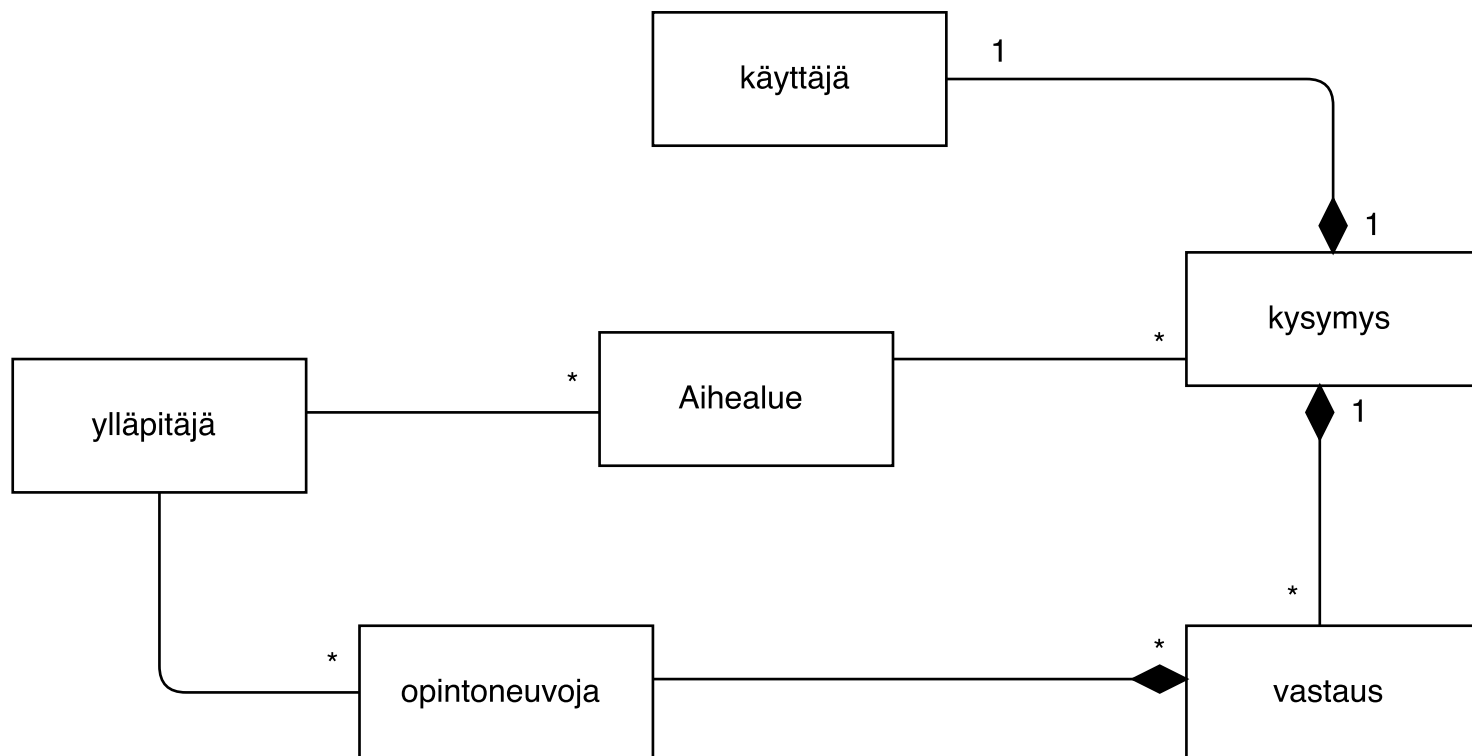 käyttäjä
1
1
kysymys
*
Aihealue
*
ylläpitäjä
1
*
*
*
opintoneuvoja
vastaus